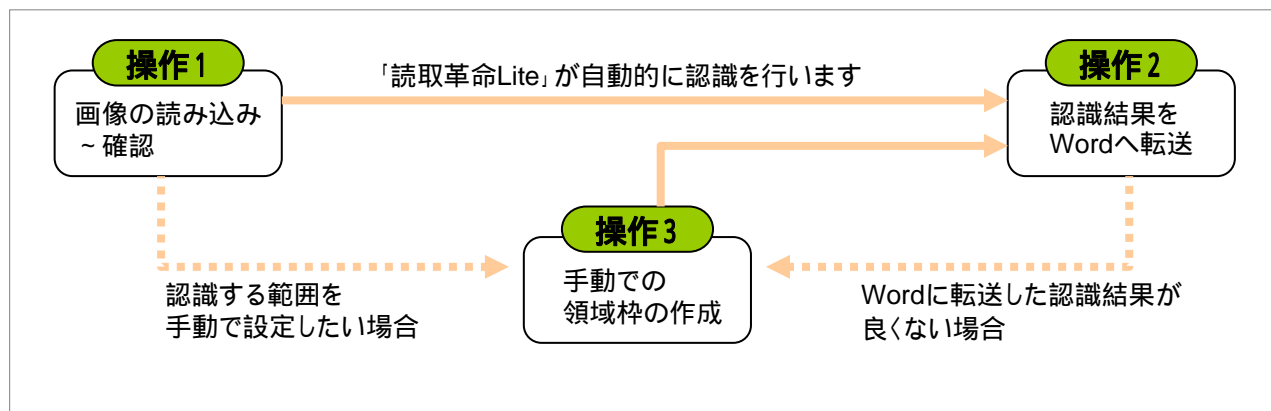 操作1
画像の読み込み
~確認
「読取革命Lite」が自動的に認識を行います
操作2
認識結果を
Wordへ転送
操作3
手動での
領域枠の作成
認識する範囲を
手動で設定したい場合
Wordに転送した認識結果が
良くない場合